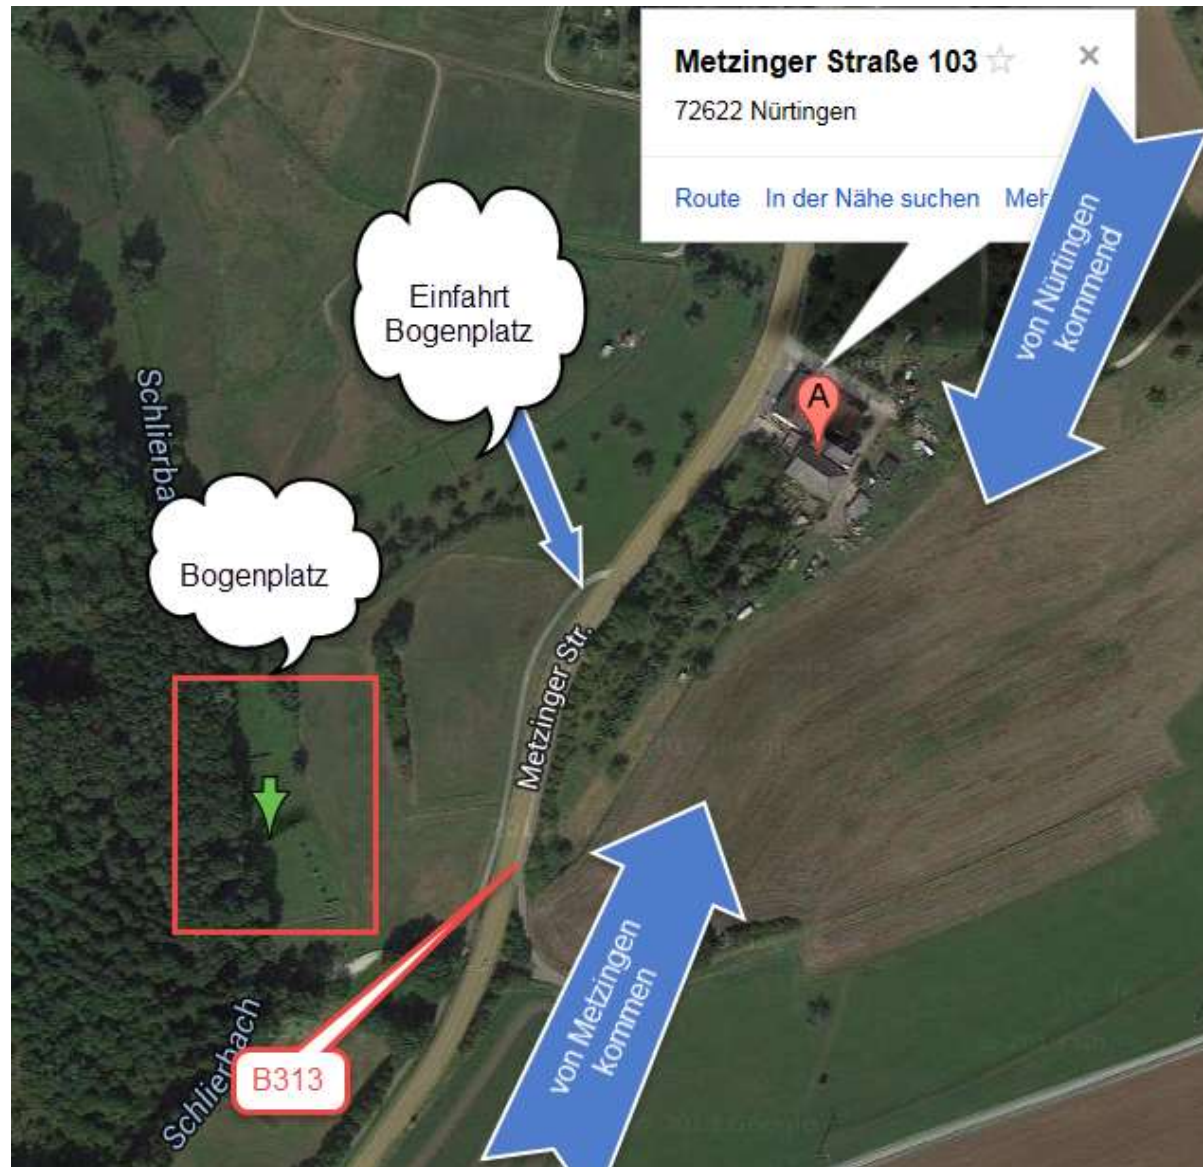 Metzinger Straße 103
72622 Nürtingen
Route In der Nähe suchen
von Nürtingen
kommend
Einfahrt
Bogenplatz
A
Schlierba
Bogenplatz
Metzinger Str.
von Metzingen
kommen
Schlierbach
B313